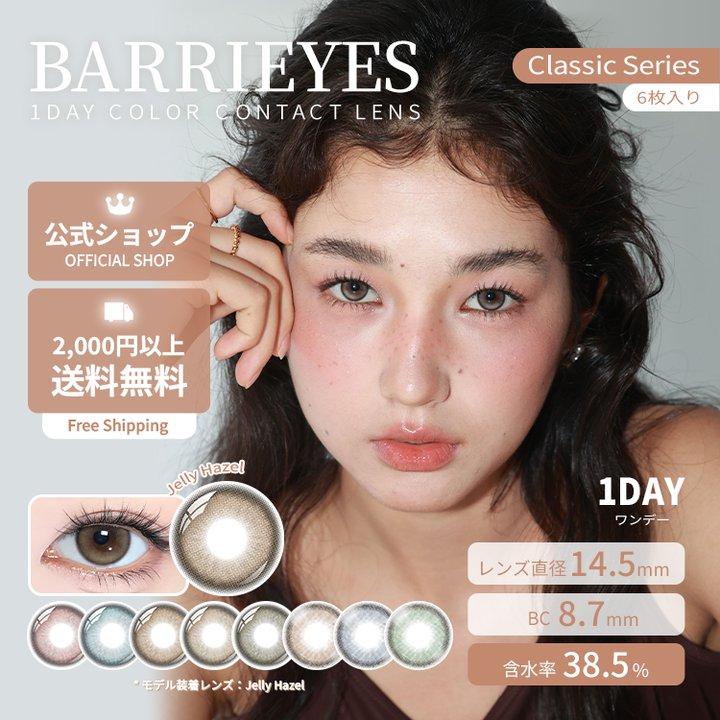 BARRIEYES
1DAY COLOR CONTACT LENS
Classic Series
6枚入り
公式ショップ
OFFICIAL SHOP
2,000円以上
送料無料
Free Shipping
Jelly Hazel
1DAY
ワンデー
レンズ直径 14.5mm
BC 8.7mm
含水率 38.5%
*モデル装着レンズ：Jelly Hazel